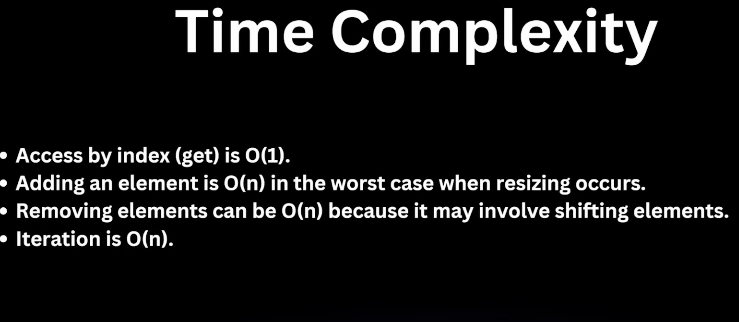 Time Complexity
• Access by index (get) is O(1).
• Adding an element is O(n) in the worst case when resizing occurs.
• Removing elements can be O(n) because it may involve shifting elements.
• Iteration is O(n).